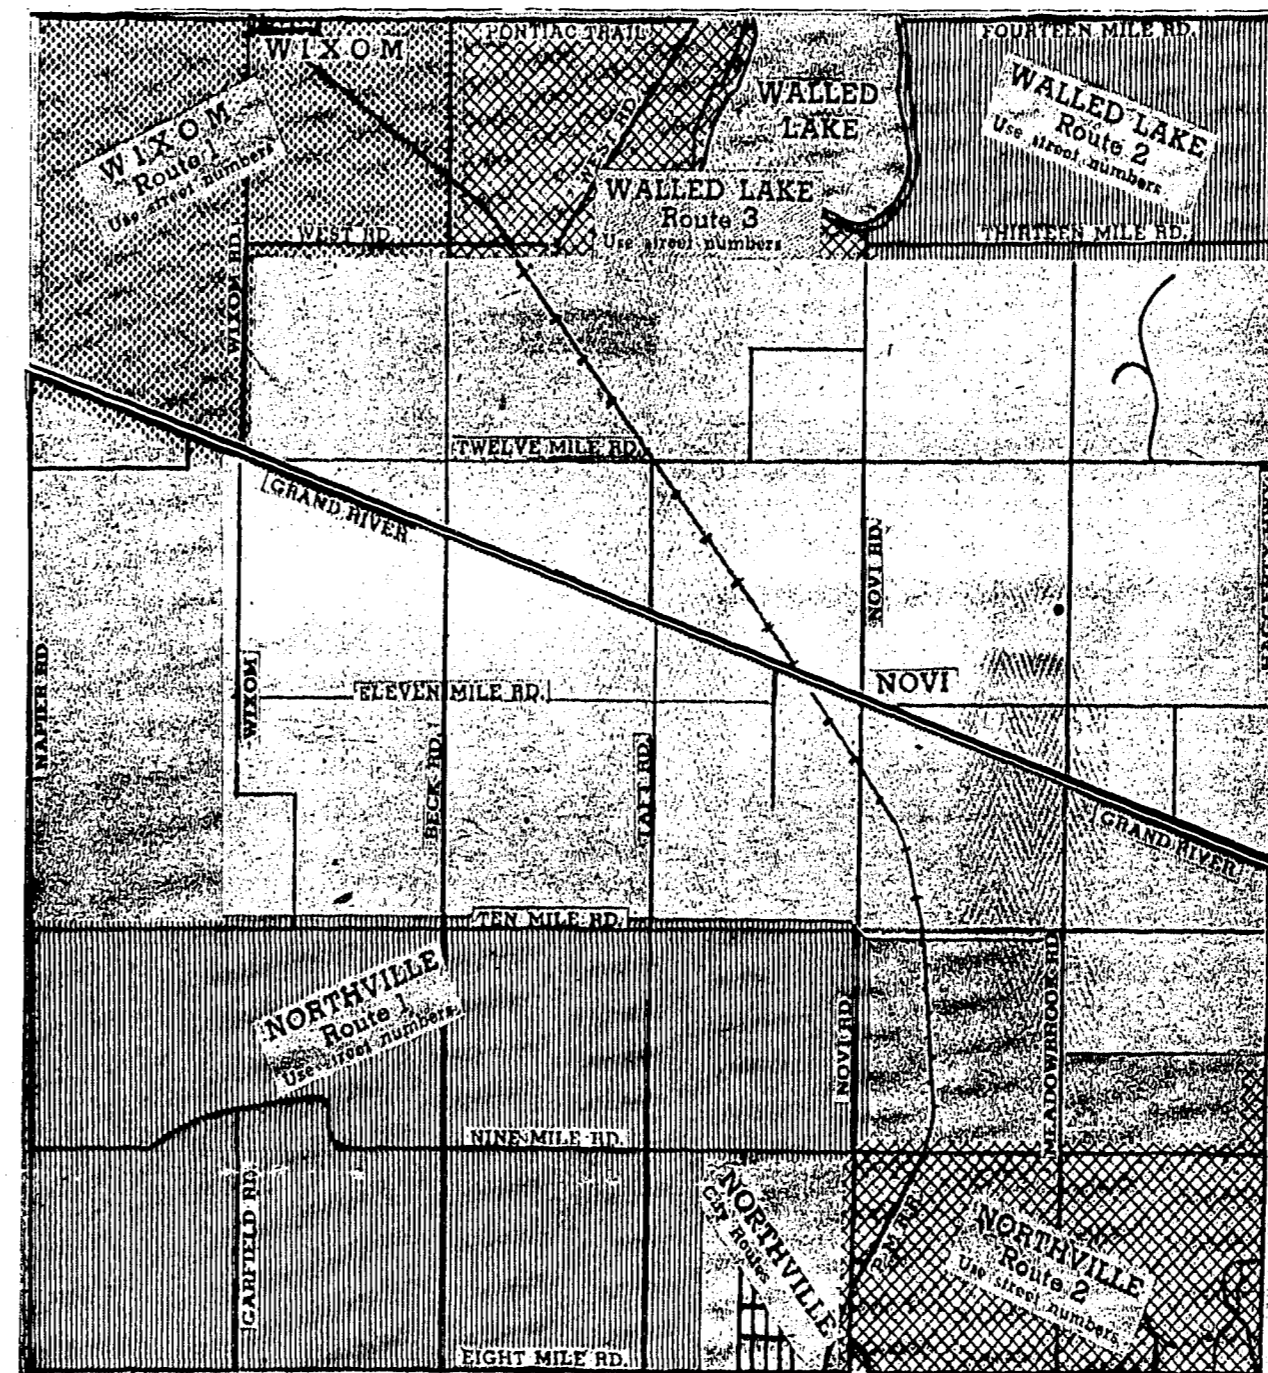 WIXOM
PONTIAC TRAIL
FOURTEEN MILE RD.
WIXOM
Route 1
Use street numbers
WALLED
LAKE
WALLED LAKE
Route 2
Use street numbers
WALLED LAKE
Route 3
Use street numbers
WEST RD.
THIRTEEN MILE RD.
WIXOM RD.
TWELVE MILE RD.
GRAND RIVER
NOVI RD.
NAPIER RD
WIXOM
ELEVEN MILE RD.
NOVI
BECK RD.
TAFT RD.
GRAND RIVER
TEN MILE RD.
NORTHVILLE
Route 1
Use street numbers
NOVI RD.
MEADOWBROOK RD
NINE MILE RD.
GARFIELD RD
NORTHVILLE
City Routes
NORTHVILLE
Route 2
Use street numbers
EIGHT MILE RD.